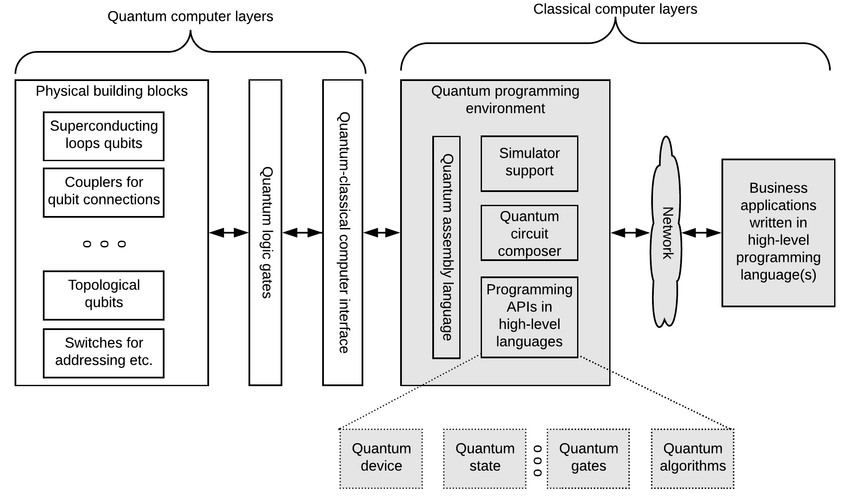 Quantum computer layers
Classical computer layers
Physical building blocks
Superconducting
loops qubits
Couplers for
qubit connections
Topological
qubits
Switches for
addressing etc.
Quantum logic gates
Quantum-classical computer interface
Quantum programming
environment
Quantum assembly language
Simulator
support
Quantum
circuit
composer
Programming
APIs in
high-level
languages
Network
Business
applications
written in
high-level
programming
language(s)
Quantum
device
Quantum
state
Quantum
gates
Quantum
algorithms